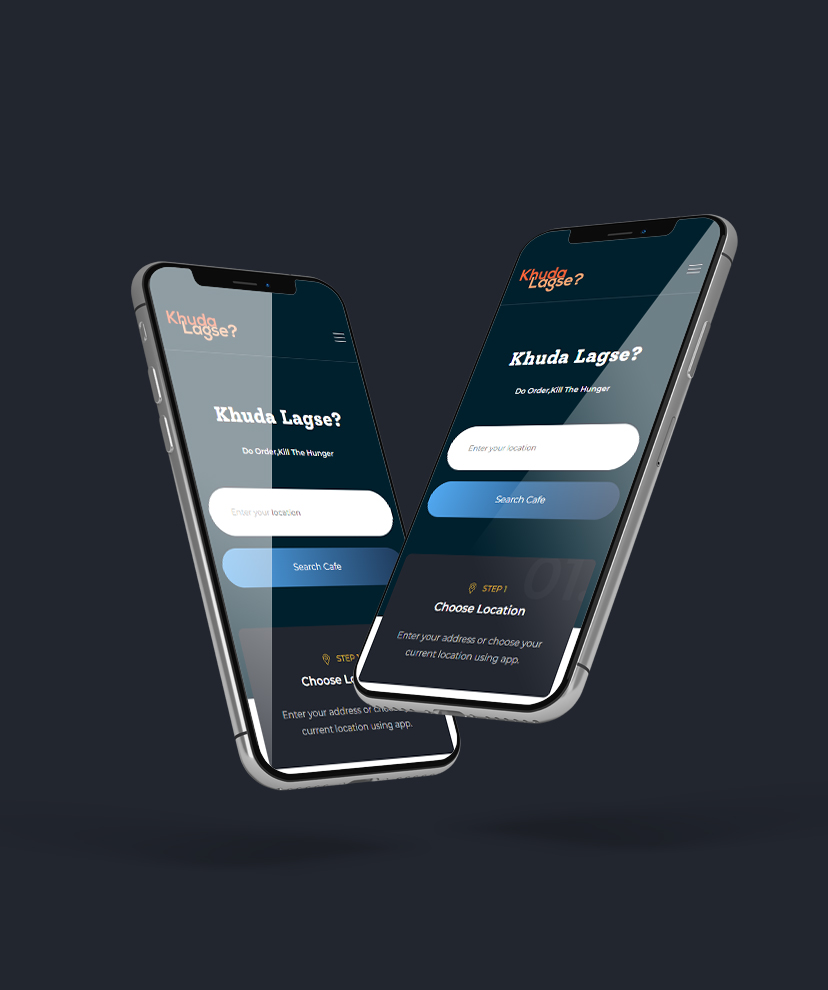 Khuda
Lagse?
Khuda Lagse?
Do Order,Kill The Hunger
Enter your location
Search Cafe
STEP 1
Choose Lo
Enter your address or choo
current location using app.
Khuda
Lagse?
Khuda Lagse?
Do Order,Kill The Hunger
Enter your location
Search Cafe
01
STEP 1
Choose Location
Enter your address or choose your
current location using app.